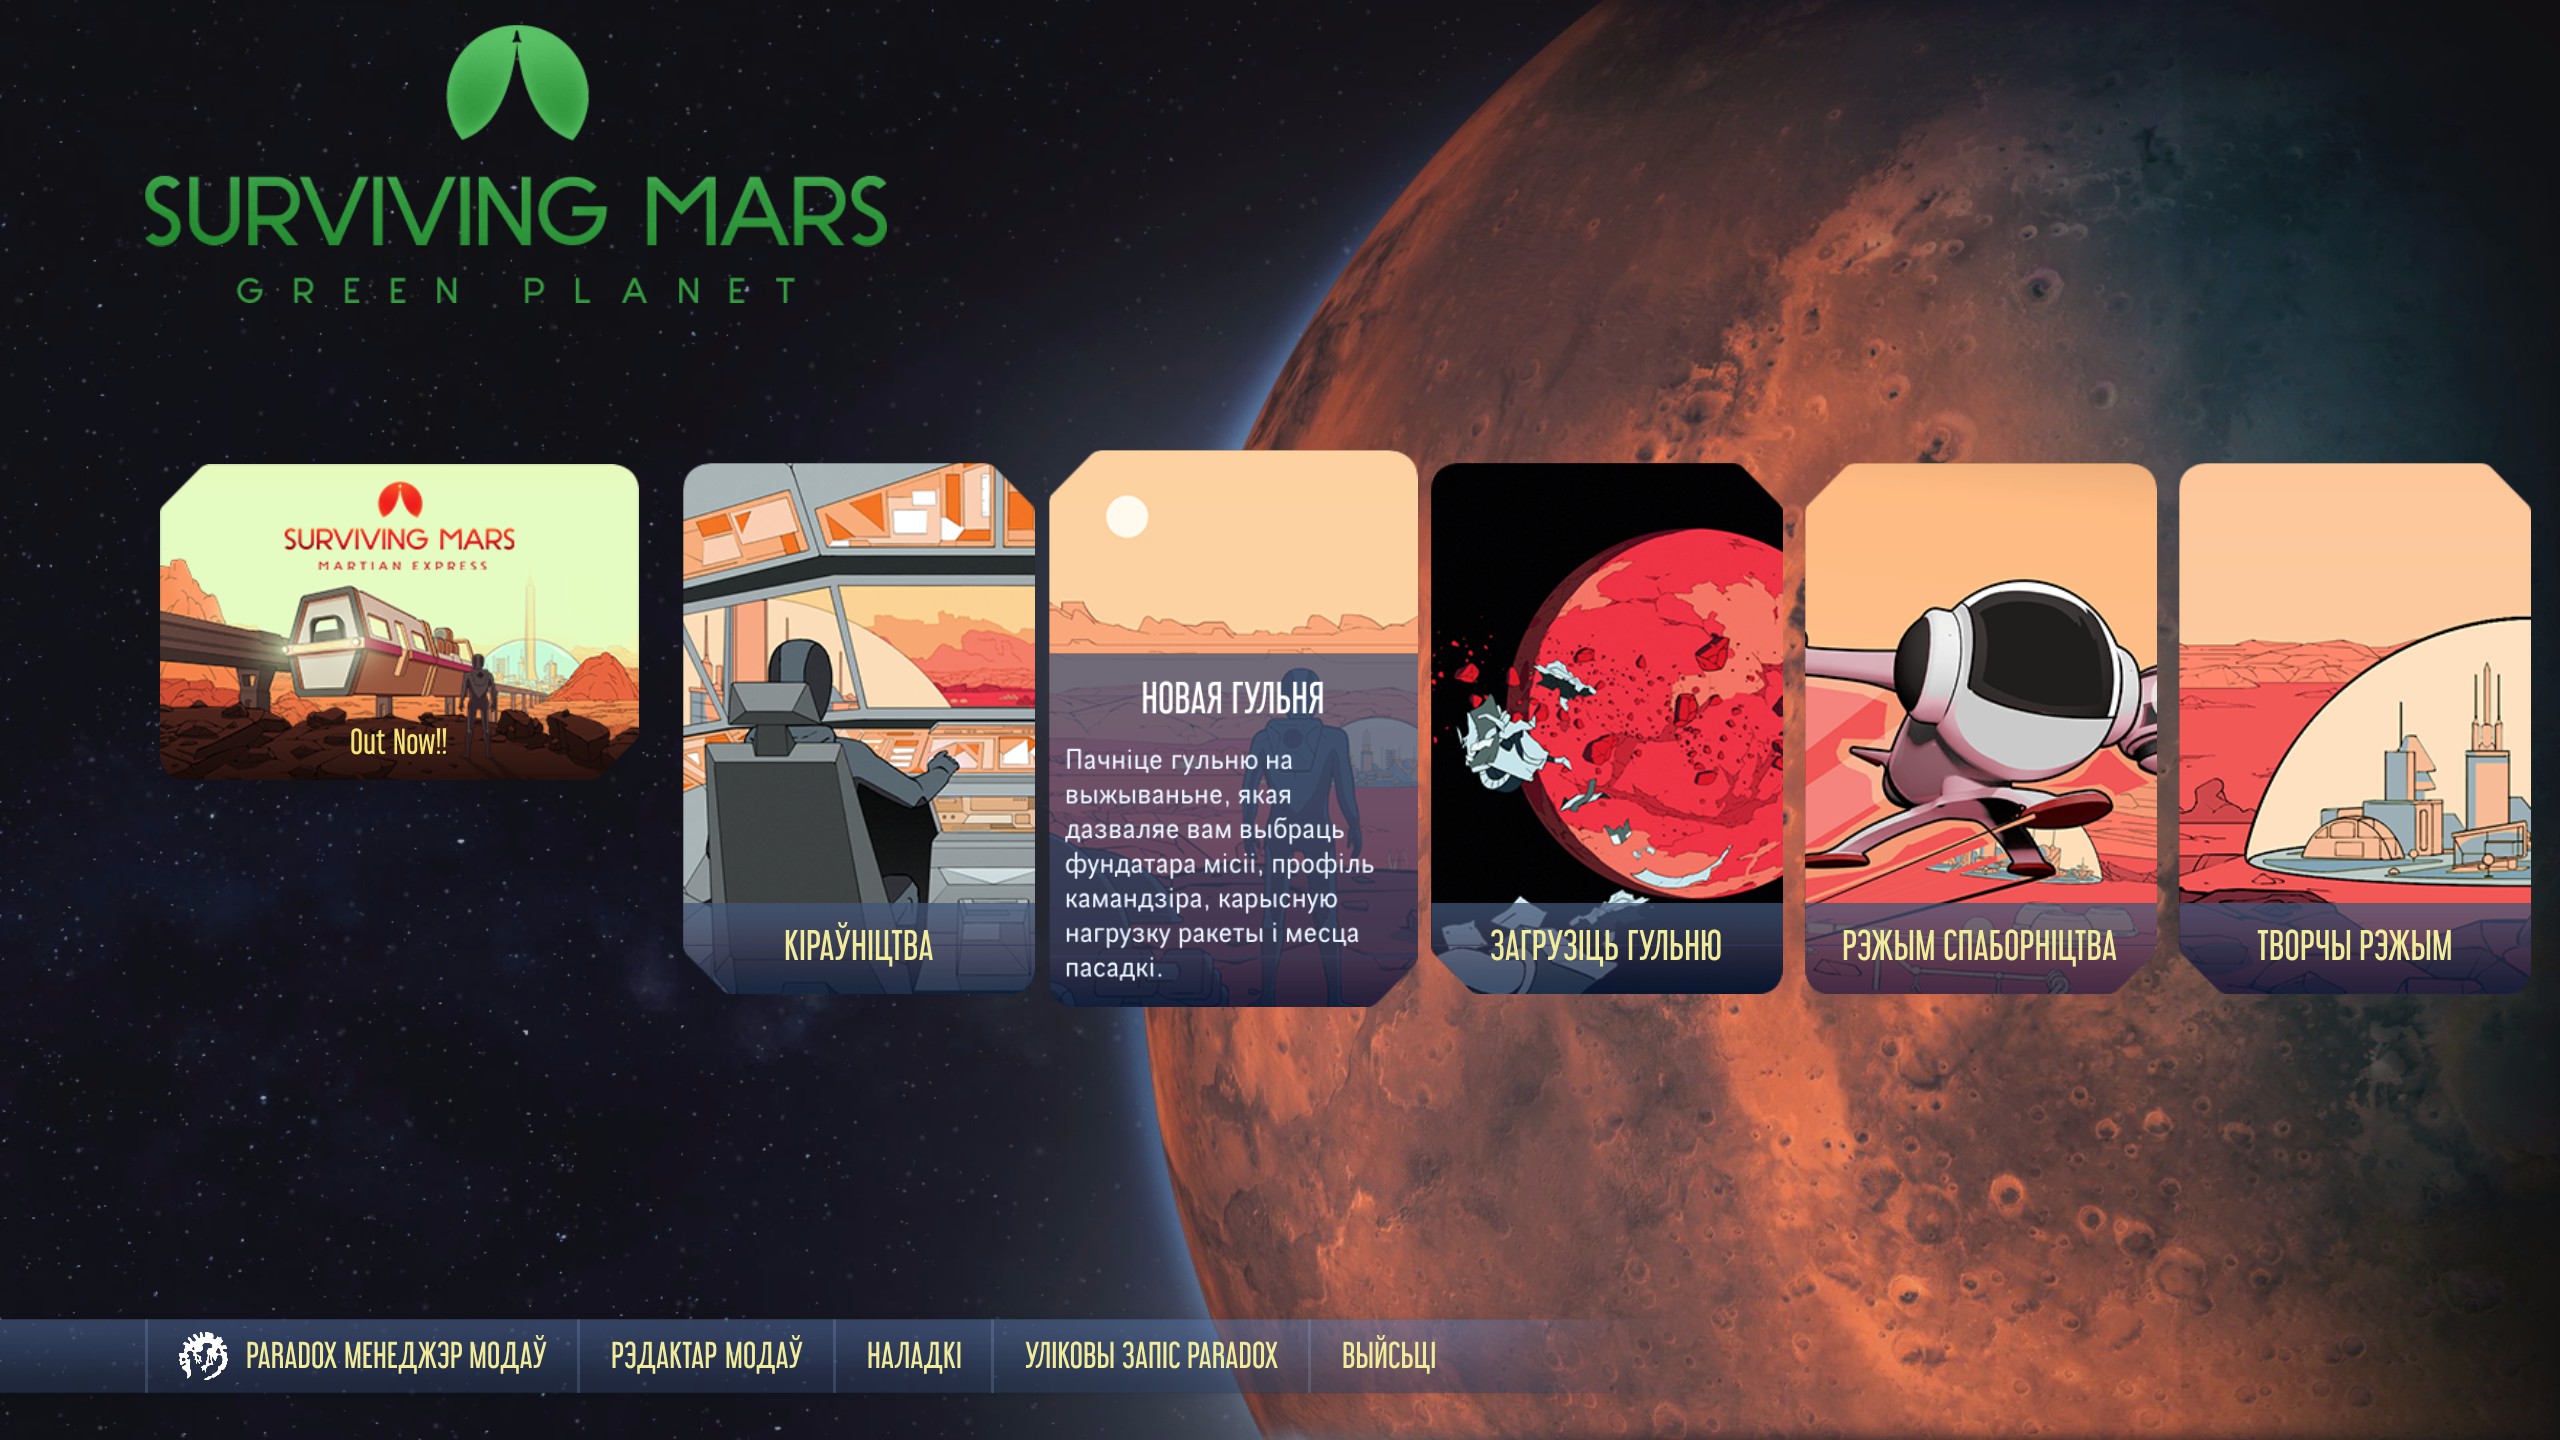 SURVIVING MARS
GREEN PLANET
SURVIVING MARS
MARTIAN EXPRESS
Out Now!!
КІРАЎНІЦТВА
НОВАЯ ГУЛЬНЯ
Пачніце гульню на
выжываньне, якая
дазваляе вам выбраць
фундатара місіі, профіль
камандзіра, карысную
нагрузку ракеты і месца
пасадкі.
ЗАГРУЗІЦЬ ГУЛЬНЮ
РЭЖЫМ СПАБОРНІЦТВА
ТВОРЧЫ РЭЖЫМ
PARADOX МЕНЕДЖЭР МОДАЎ
РЭДАКТАР МОДАЎ
НАЛАДКІ
УЛІКОВЫ ЗАПІС PARADOX
ВЫЙСЬЦІ